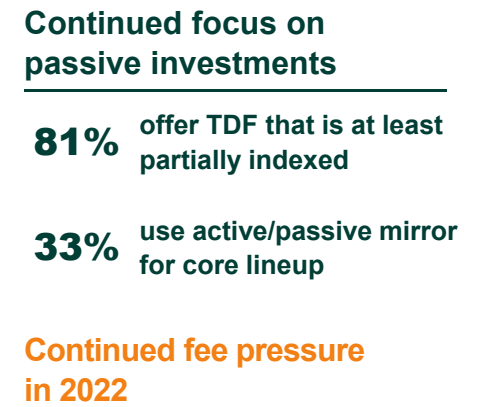 Continued focus on
passive investments
81% offer TDF that is at least
partially indexed
33% use active/passive mirror
for core lineup
Continued fee pressure
in 2022